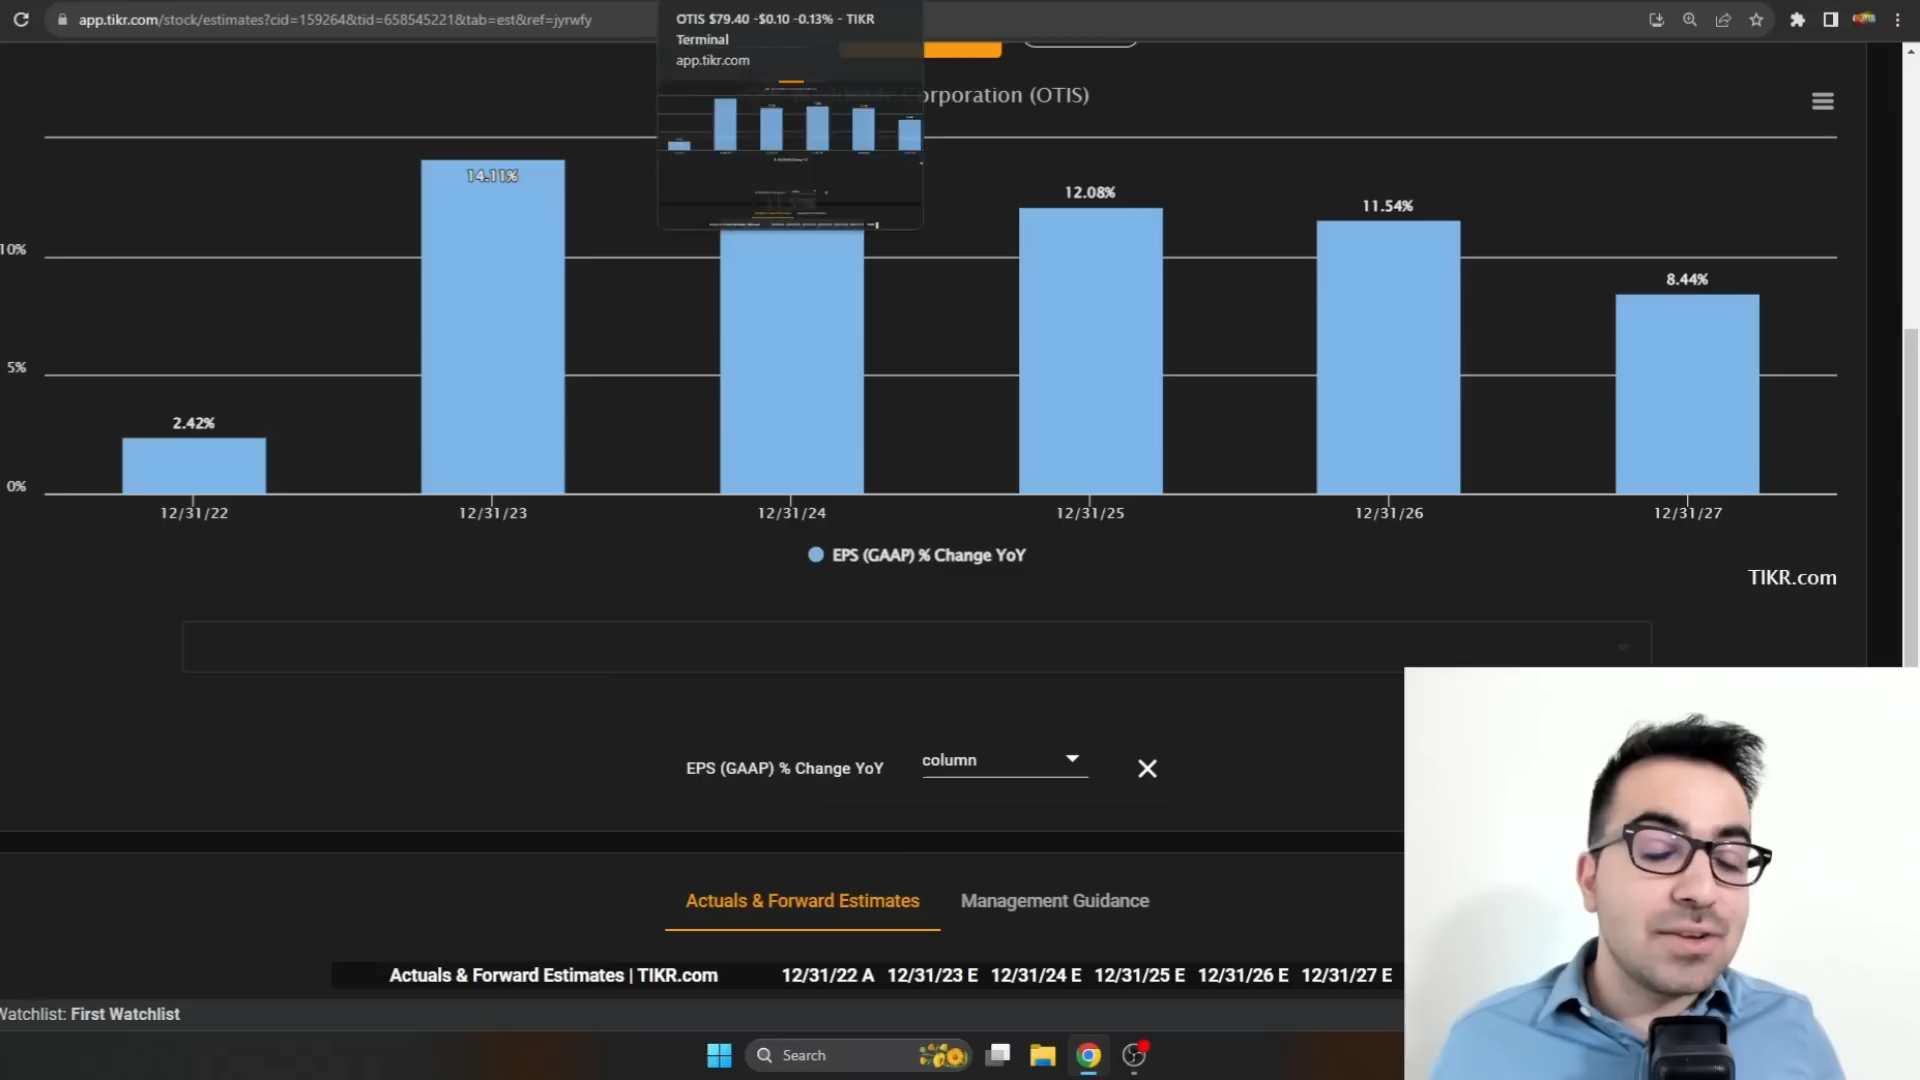 app.tikr.com/stock/estimates?cid=159264&tid=658545221&tab=est&ref=jyrwfy
OTIS $79.40 -$0.10 -0.13% - TIKR
Terminal
app.tikr.com
orporation (OTIS)
14.11%
12.08%
11.54%
10%
8.44%
5%
2.42%
0%
12/31/22
12/31/23
12/31/24
12/31/25
12/31/26
12/31/27
EPS (GAAP) % Change YoY
TIKR.com
EPS (GAAP) % Change YoY
column
Actuals & Forward Estimates
Management Guidance
Actuals & Forward Estimates | TIKR.com
12/31/22 A
12/31/23 E
12/31/24 E
12/31/25 E
12/31/26 E
12/31/27 E
Watchlist: First Watchlist
Search